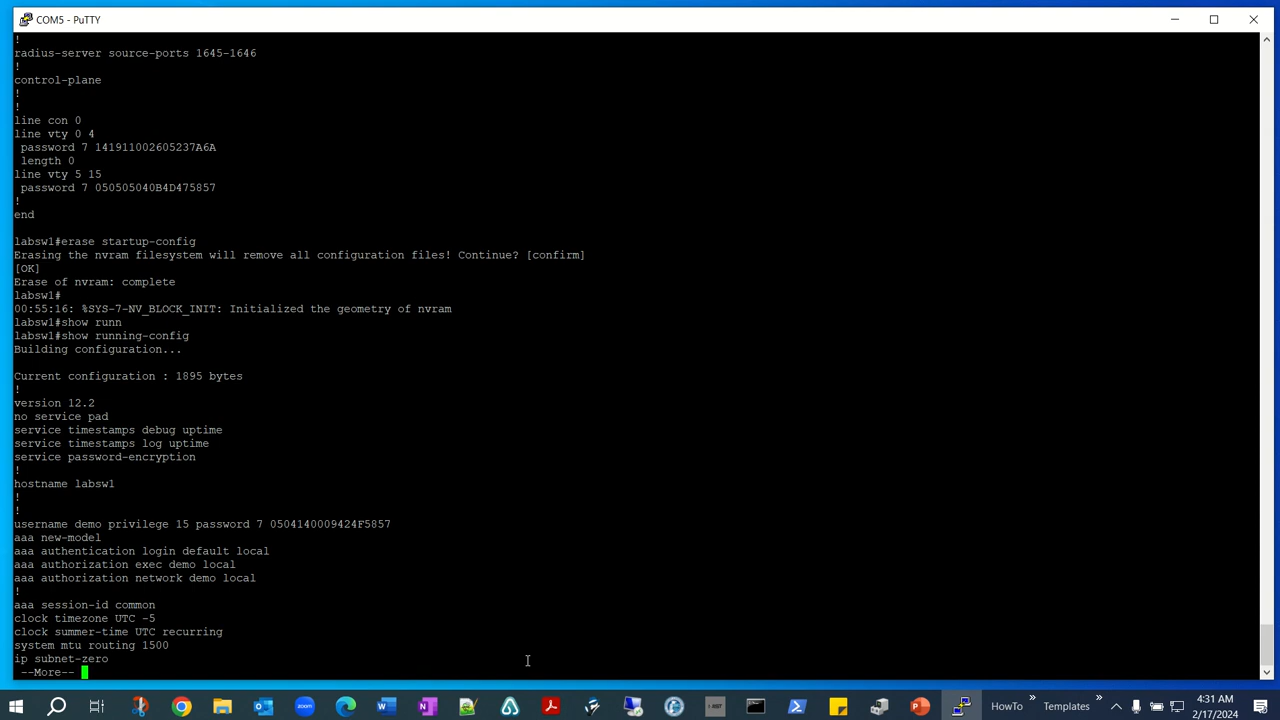 COM5 - PuTTY
!
radius-server source-ports 1645-1646
!
control-plane
!
!
line con 0
line vty 0 4
 password 7 141911002605237A6A
 length 0
line vty 5 15
 password 7 050505040B4D475857
!
end
labsw1#erase startup-config
Erasing the nvram filesystem will remove all configuration files! Continue? [confirm]
[OK]
Erase of nvram: complete
labsw1#
00:55:16: %SYS-7-NV_BLOCK_INIT: Initialized the geometry of nvram
labsw1#show runn
labsw1#show running-config
Building configuration...
Current configuration : 1895 bytes
!
version 12.2
no service pad
service timestamps debug uptime
service timestamps log uptime
service password-encryption
!
hostname labsw1
!
!
username demo privilege 15 password 7 0504140009424F5857
aaa new-model
aaa authentication login default local
aaa authorization exec demo local
aaa authorization network demo local
!
aaa session-id common
clock timezone UTC -5
clock summer-time UTC recurring
system mtu routing 1500
ip subnet-zero
 --More--
zoom
HowTo
Templates
4:31 AM
2/17/2024